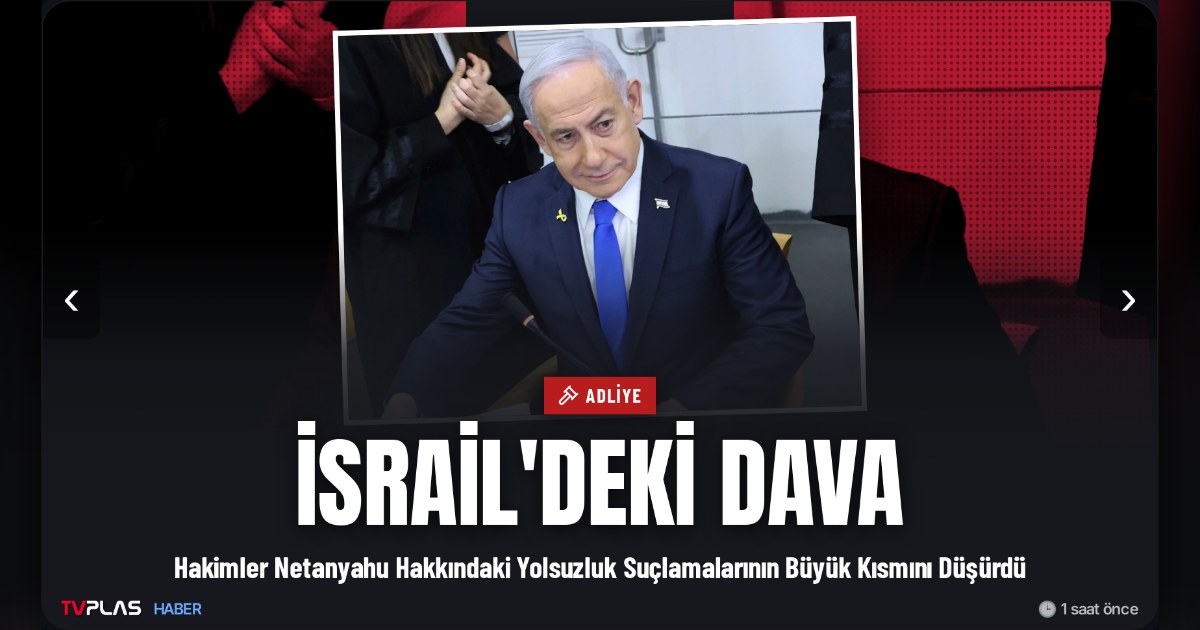 ADLİYE
İSRAİL'DEKİ DAVA
Hakimler Netanyahu Hakkındaki Yolsuzluk Suçlamalarının Büyük Kısmını Düşürdü
TVPLAS HABER
1 saat önce